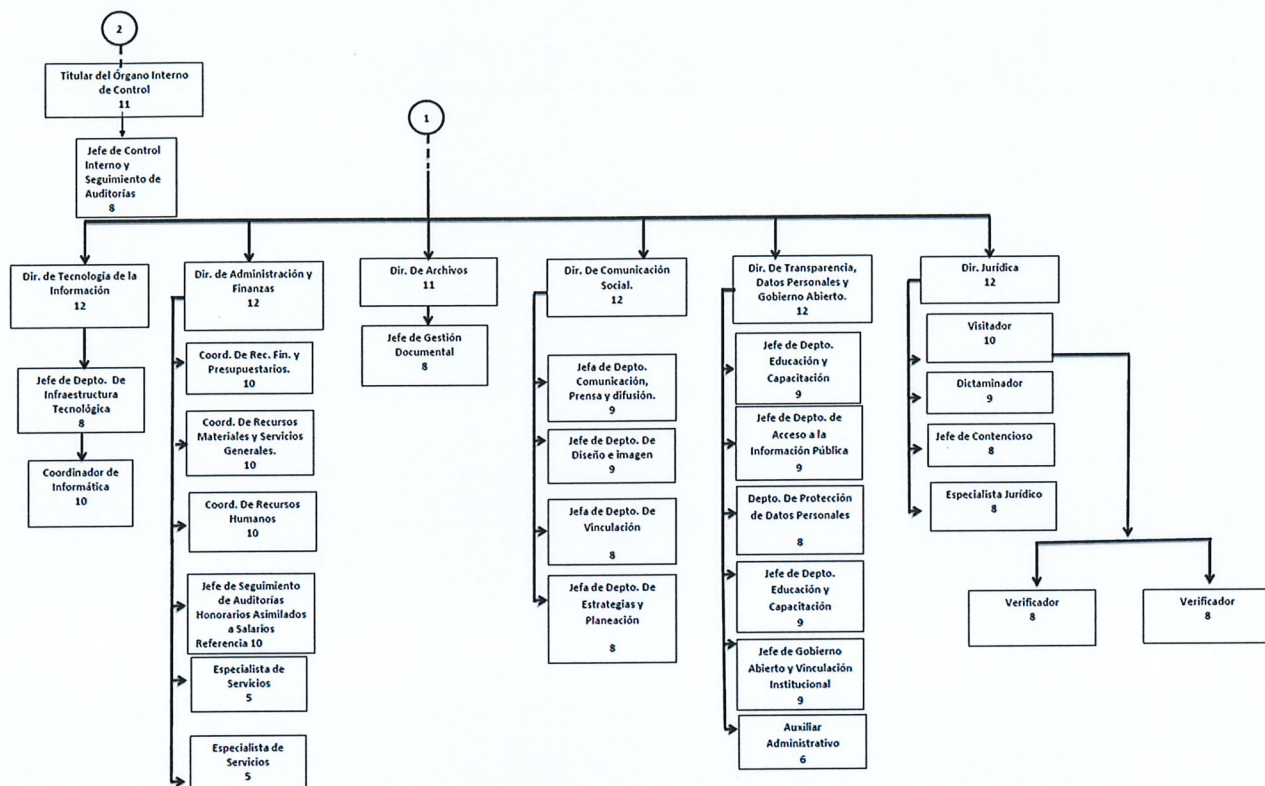 2
Titular del Órgano Interno
de Control
11
Jefe de Control
Interno y
Seguimiento de
Auditorías
8
1
Dir. de Tecnología de la
Información
12
Jefe de Depto. De
Infraestructura
Tecnológica
8
Coordinador de
Informática
10
Dir. de Administración y
Finanzas
12
Coord. De Rec. Fin. y
Presupuestarios.
10
Coord. De Recursos
Materiales y Servicios
Generales.
10
Coord. De Recursos
Humanos
10
Jefe de Seguimiento
de Auditorías
Honorarios Asimilados
a Salarios
Referencia 10
Especialista de
Servicios
5
Especialista de
Servicios
5
Dir. De Archivos
11
Jefe de Gestión
Documental
8
Dir. De Comunicación
Social.
12
Jefa de Depto.
Comunicación,
Prensa y difusión.
9
Jefe de Depto. De
Diseño e imagen
9
Jefa de Depto. De
Vinculación
8
Jefa de Depto. De
Estrategias y
Planeación
8
Dir. De Transparencia,
Datos Personales y
Gobierno Abierto.
12
Jefe de Depto.
Educación y
Capacitación
9
Jefe de Depto. de
Acceso a la
Información Pública
9
Depto. De Protección
de Datos Personales
8
Jefe de Depto.
Educación y
Capacitación
9
Jefe de Gobierno
Abierto y Vinculación
Institucional
9
Auxiliar
Administrativo
6
Dir. Jurídica
12
Visitador
10
Dictaminador
9
Jefe de Contencioso
8
Especialista Jurídico
8
Verificador
8
Verificador
8